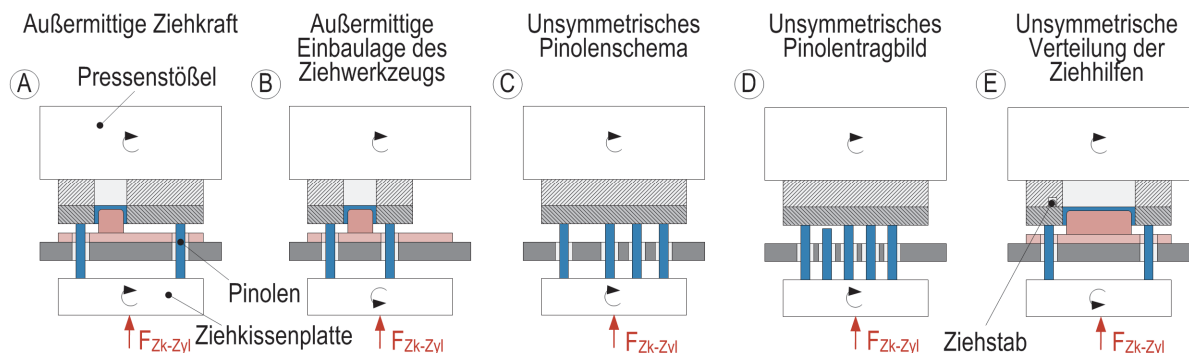 Außermittige Ziehkraft
Außermittige
Einbaulage des
Ziehwerkzeugs
Unsymmetrisches
Pinolenschema
Unsymmetrisches
Pinolentragbild
Unsymmetrische
Verteilung der
Ziehhilfen
A
Pressenstößel
B
C
D
E
Pinolen
Ziehkissenplatte
Ziehstab
FZk-Zyl
FZk-Zyl
FZk-Zyl
FZk-Zyl
FZk-Zyl